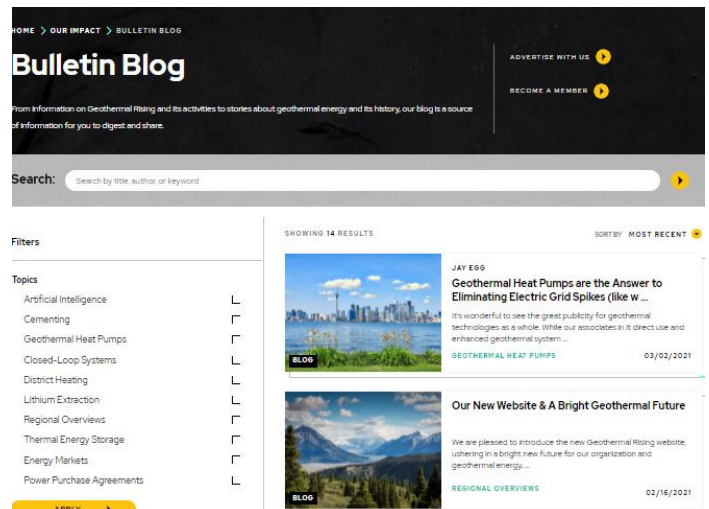 HOME > OUR IMPACT > BULLETIN BLOG
Bulletin Blog
From information on Geothermal Rising and its activities to stories about geothermal energy and its history, our blog is a source
of information for you to digest and share.
ADVERTISE WITH US
BECOME A MEMBER
Search:
Search by title, author, or keyword
Filters
Topics
Artificial Intelligence
Cementing
Geothermal Heat Pumps
Closed-Loop Systems
District Heating
Lithium Extraction
Regional Overviews
Thermal Energy Storage
Energy Markets
Power Purchase Agreements
APPLY
SHOWING 14 RESULTS
SORT BY MOST RECENT
BLOG
JAY EGG
Geothermal Heat Pumps are the Answer to
Eliminating Electric Grid Spikes (like w ...
It's wonderful to see the great publicity for geothermal
technologies as a whole. While our associates in it direct use and
enhanced geothermal system ...
GEOTHERMAL HEAT PUMPS 03/02/2021
BLOG
Our New Website & A Bright Geothermal Future
We are pleased to introduce the new Geothermal Rising website,
ushering in a bright new future for our organization and
geothermal energy. ...
REGIONAL OVERVIEWS 02/16/2021